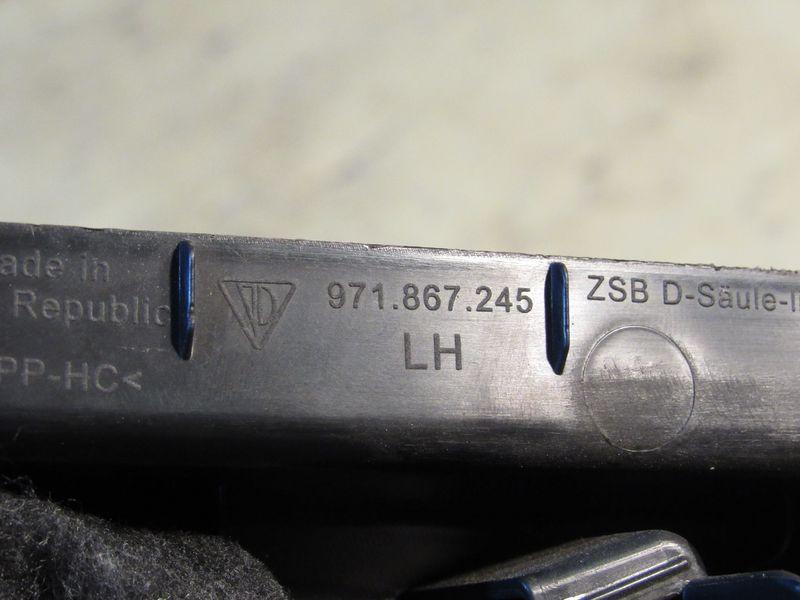 ade in
Republic
PP-HC<
971.867.245
LH
ZSB D-Säule-